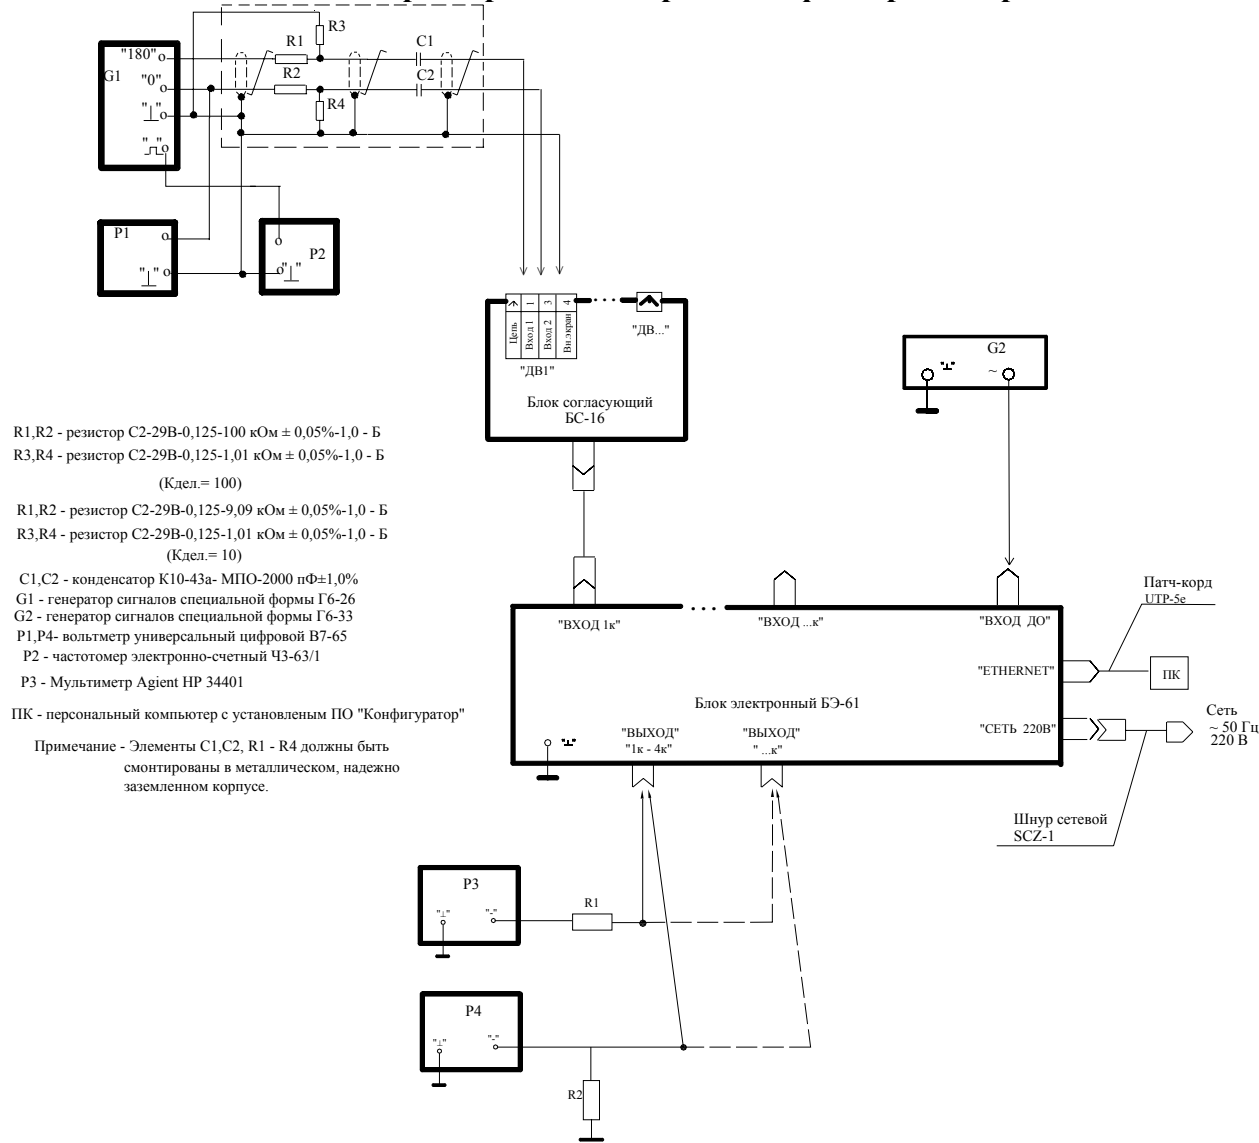 "180"
G1
"0"
"⊥"
" "
R3
R1
R2
R4
C1
C2
P1
"⊥"
P2
"⊥"
Цепь
1
Вход 1
3
Вход 2
4
Вн.экран
"ДВ1"
"ДВ..."
Блок согласующий
БС-16
G2
"⊥"
~
R1,R2 - резистор С2-29В-0,125-100 кОм ± 0,05%-1,0 - Б
R3,R4 - резистор С2-29В-0,125-1,01 кОм ± 0,05%-1,0 - Б
(Кдел.= 100)
R1,R2 - резистор С2-29В-0,125-9,09 кОм ± 0,05%-1,0 - Б
R3,R4 - резистор С2-29В-0,125-1,01 кОм ± 0,05%-1,0 - Б
(Кдел.= 10)
С1,С2 - конденсатор К10-43а- МПО-2000 пФ±1,0%
G1 - генератор сигналов специальной формы Г6-26
G2 - генератор сигналов специальной формы Г6-33
P1,P4- вольтметр универсальный цифровой В7-65
P2 - частотомер электронно-счетный Ч3-63/1
P3 - Мультиметр Agient HP 34401
ПК - персональный компьютер с установленым ПО "Конфигуратор"
Примечание - Элементы С1,С2, R1 - R4 должны быть
смонтированы в металлическом, надежно
заземленном корпусе.
"ВХОД 1к"
"ВХОД ...к"
"ВХОД ДО"
Патч-корд
UTP-5e
"ETHERNET"
ПК
Блок электронный БЭ-61
"СЕТЬ 220В"
Сеть
~ 50 Гц
220 В
"⊥"
"ВЫХОД"
"1к - 4к"
"ВЫХОД"
" ...к"
Шнур сетевой
SCZ-1
P3
"⊥"
"-"
R1
P4
"⊥"
"-"
R2